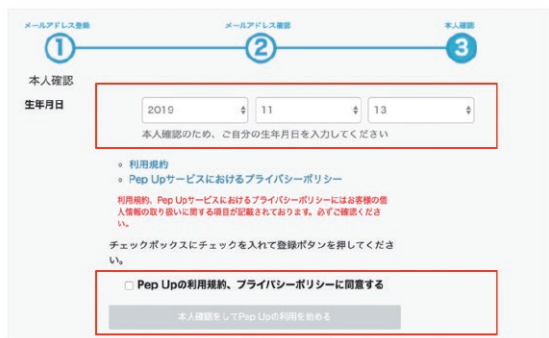 メールアドレス登録
メールアドレス確認
本人確認
1
2
3
本人確認
生年月日
2019
11
13
本人確認のため、ご自分の生年月日を入力してください
利用規約
Pep Upサービスにおけるプライバシーポリシー
利用規約、Pep Upサービスにおけるプライバシーポリシーにはお客様の個
人情報の取り扱いに関する項目が記載されております。必ずご確認くださ
い。
チェックボックスにチェックを入れて登録ボタンを押してくださ
い。
Pep Upの利用規約、プライバシーポリシーに同意する
本人確認をしてPep Upの利用を始める